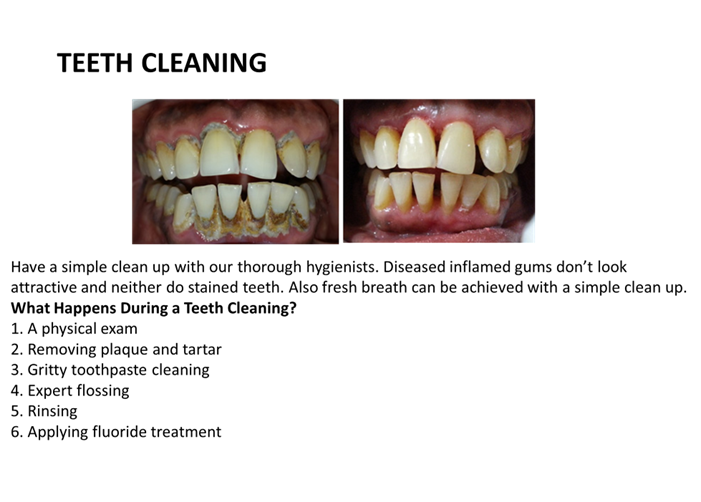 TEETH CLEANING
Have a simple clean up with our thorough hygienists. Diseased inflamed gums don’t look
attractive and neither do stained teeth. Also fresh breath can be achieved with a simple clean up.
What Happens During a Teeth Cleaning?
1. A physical exam
2. Removing plaque and tartar
3. Gritty toothpaste cleaning
4. Expert flossing
5. Rinsing
6. Applying fluoride treatment